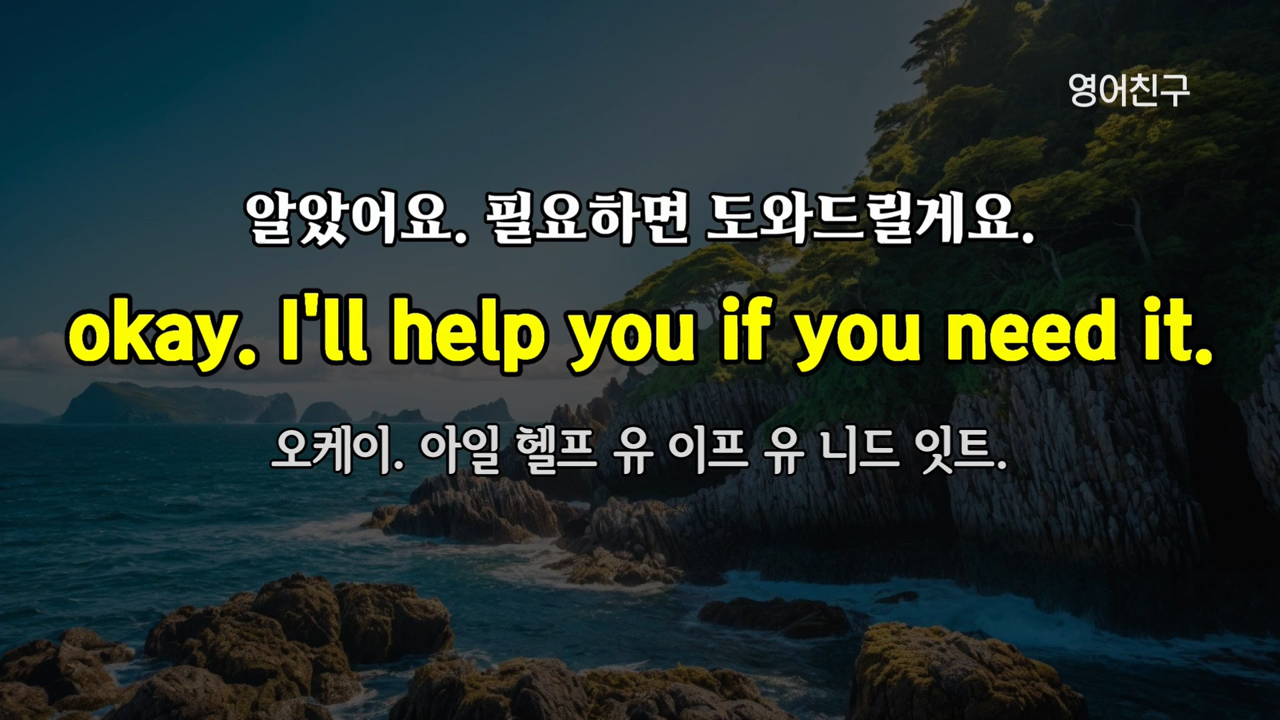 영어친구
알았어요. 필요하면 도와드릴게요.
okay. I'll help you if you need it.
오케이. 아일 헬프 유 이프 유 니드 잇트.